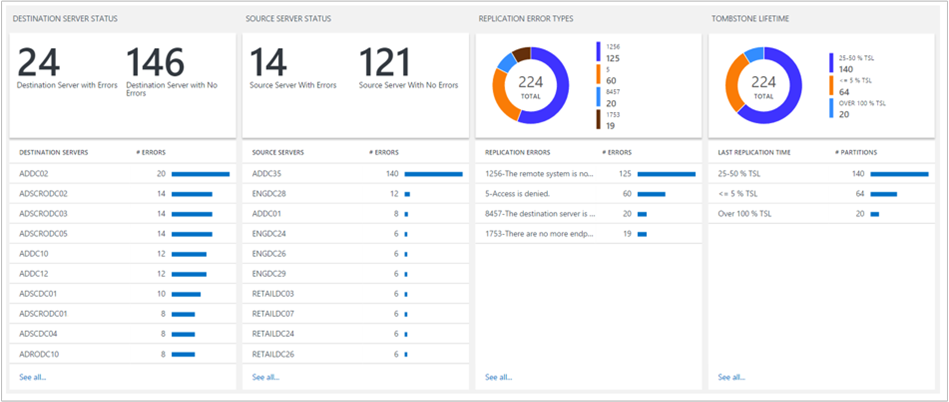 DESTINATION SERVER STATUS
24
Destination Server with Errors
146
Destination Server with No
Errors
DESTINATION SERVERS # ERRORS
ADDC02 20
ADSCRODC02 14
ADSCRODC03 14
ADSCRODC05 14
ADDC10 12
ADDC12 12
ADSCDC01 10
ADSCRODC01 8
ADSCDC04 8
ADRODC10 8
See all...
SOURCE SERVER STATUS
14
Source Server With Errors
121
Source Server With No Errors
SOURCE SERVERS # ERRORS
ADDC35 140
ENGDC28 12
ADDC01 8
ENGDC24 6
ENGDC26 6
ENGDC29 6
RETAILDC03 6
RETAILDC07 6
RETAILDC24 6
RETAILDC26 6
See all...
REPLICATION ERROR TYPES
224
TOTAL
1256
125
5
60
8457
20
1753
19
REPLICATION ERRORS # ERRORS
1256-The remote system is no... 125
5-Access is denied. 60
8457-The destination server is ... 20
1753-There are no more endp... 19
See all...
TOMBSTONE LIFETIME
224
TOTAL
25-50 % TSL
140
<= 5 % TSL
64
OVER 100 % TSL
20
LAST REPLICATION TIME # PARTITIONS
25-50 % TSL 140
<= 5 % TSL 64
Over 100 % TSL 20
See all...